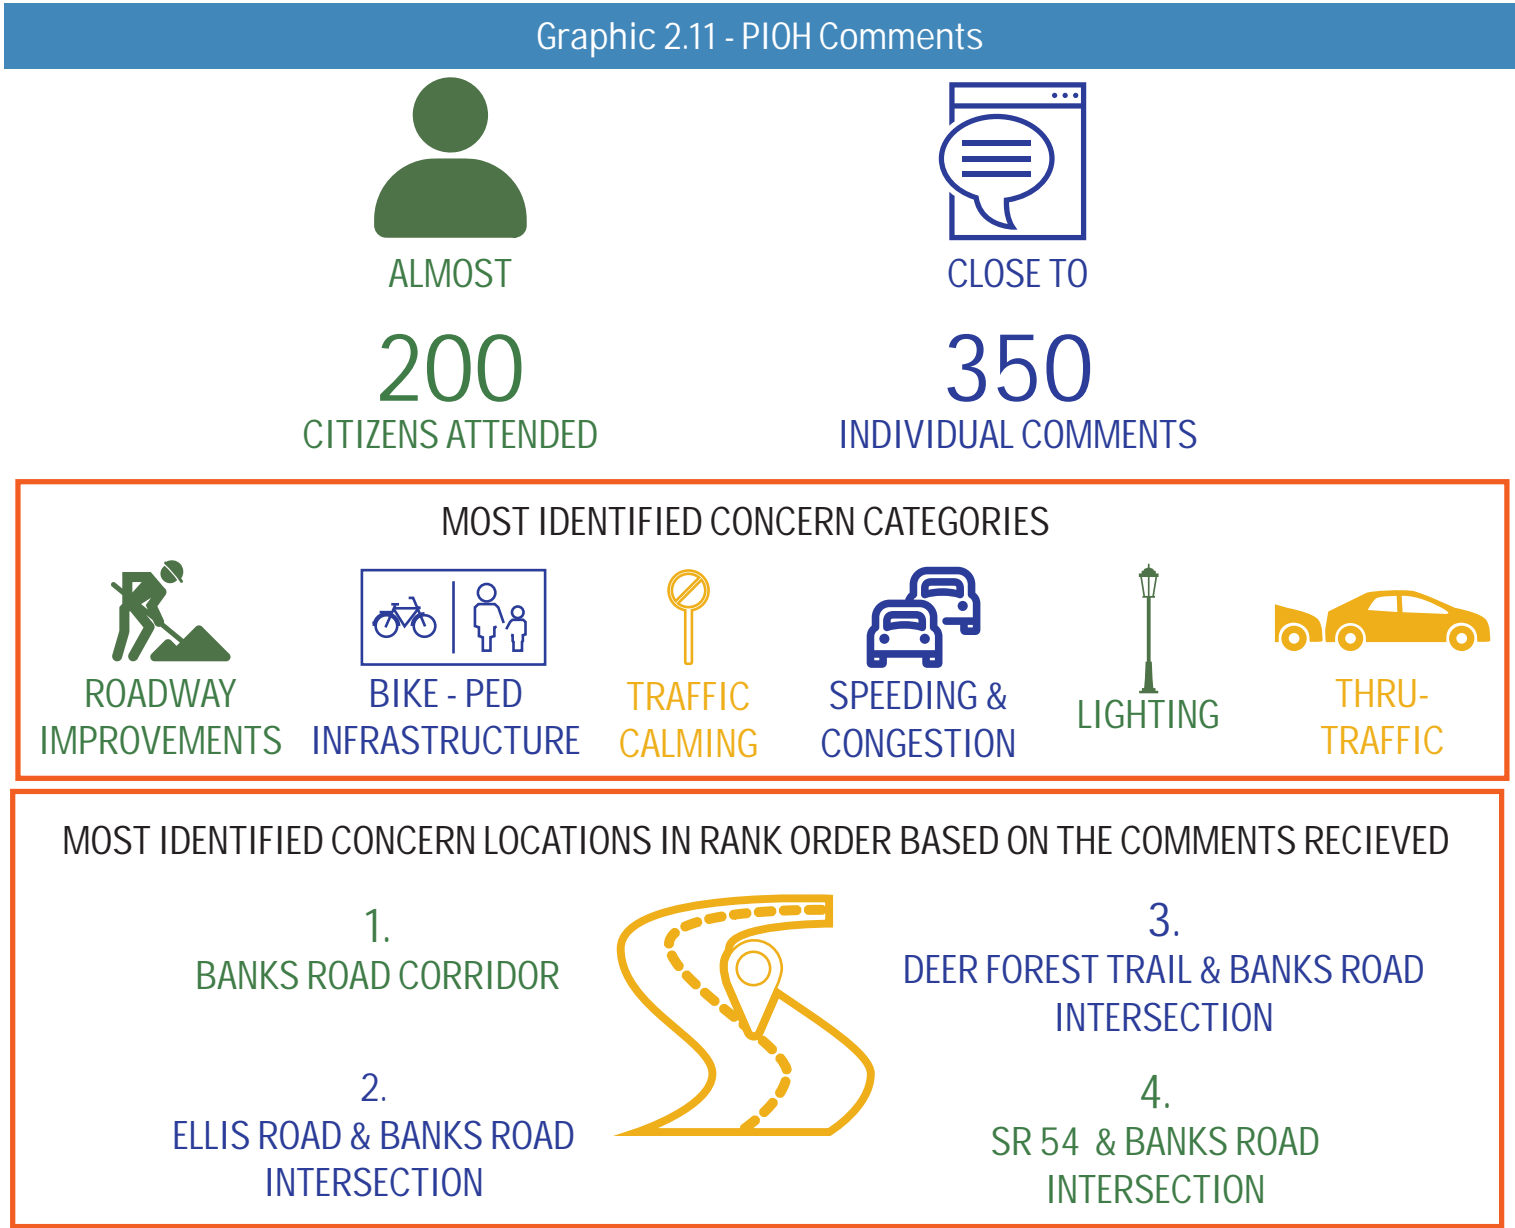 Graphic 2.11 - PIOH Comments
ALMOST
200
CITIZENS ATTENDED
CLOSE TO
350
INDIVIDUAL COMMENTS
MOST IDENTIFIED CONCERN CATEGORIES
ROADWAY
IMPROVEMENTS
BIKE - PED
INFRASTRUCTURE
TRAFFIC
CALMING
SPEEDING &
CONGESTION
LIGHTING
THRU-
TRAFFIC
MOST IDENTIFIED CONCERN LOCATIONS IN RANK ORDER BASED ON THE COMMENTS RECIEVED
1.
BANKS ROAD CORRIDOR
2.
ELLIS ROAD & BANKS ROAD
INTERSECTION
3.
DEER FOREST TRAIL & BANKS ROAD
INTERSECTION
4.
SR 54 & BANKS ROAD
INTERSECTION